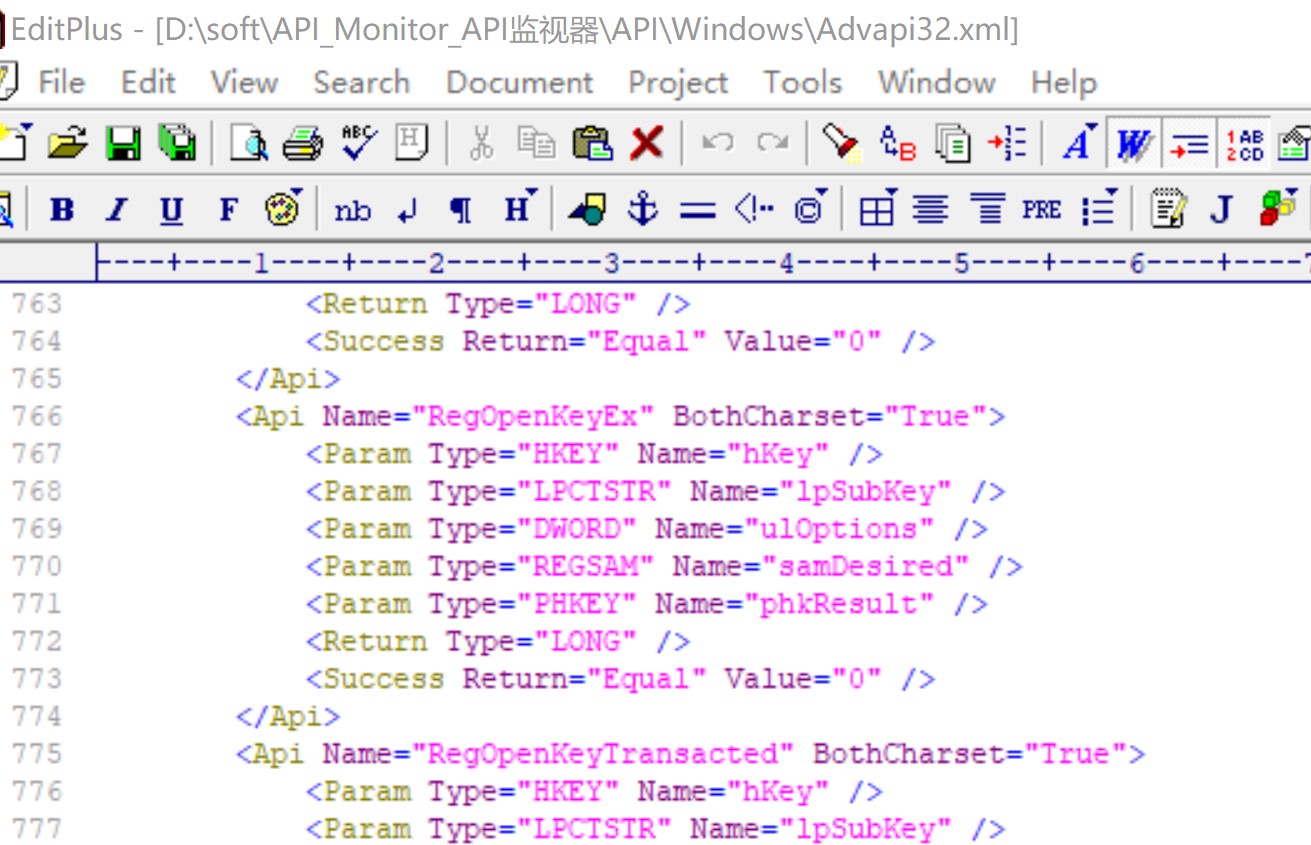 EditPlus - [D:\soft\API_Monitor_API监视器\API\Windows\Advapi32.xml]
File Edit View Search Document Project Tools Window Help
ABC H A B A W 1 AB 2 CD
B I U F nb ¶ H <!-- © PRE J
----+----1----+----2----+----3----+----4----+----5----+----6----+----7
763 <Return Type="LONG" />
764 <Success Return="Equal" Value="0" />
765 </Api>
766 <Api Name="RegOpenKeyEx" BothCharset="True">
767 <Param Type="HKEY" Name="hKey" />
768 <Param Type="LPCTSTR" Name="lpSubKey" />
769 <Param Type="DWORD" Name="ulOptions" />
770 <Param Type="REGSAM" Name="samDesired" />
771 <Param Type="PHKEY" Name="phkResult" />
772 <Return Type="LONG" />
773 <Success Return="Equal" Value="0" />
774 </Api>
775 <Api Name="RegOpenKeyTransacted" BothCharset="True">
776 <Param Type="HKEY" Name="hKey" />
777 <Param Type="LPCTSTR" Name="lpSubKey" />